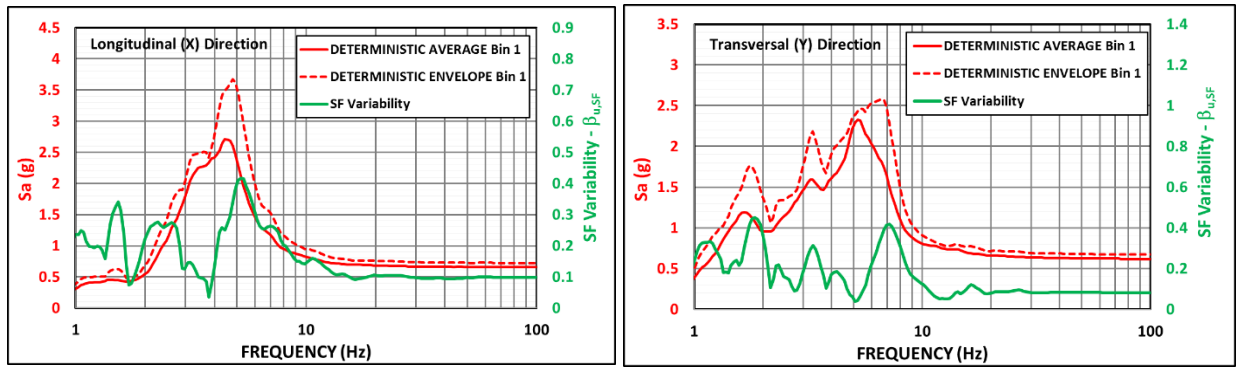 Longitudinal (X) Direction
DETERMINISTIC AVERAGE Bin 1
DETERMINISTIC ENVELOPE Bin 1
SF Variability
Sa (g)
4.5
4
3.5
3
2.5
2
1.5
1
0.5
0
0.9
0.8
0.7
0.6
0.5
0.4
0.3
0.2
0.1
0
SF Variability - βu,SF
1 10 100
FREQUENCY (Hz)
Transversal (Y) Direction
DETERMINISTIC AVERAGE Bin 1
DETERMINISTIC ENVELOPE Bin 1
SF Variability
Sa (g)
3.5
3
2.5
2
1.5
1
0.5
0
1.4
1.2
1
0.8
0.6
0.4
0.2
0
SF Variability - βu,SF
1 10 100
FREQUENCY (Hz)